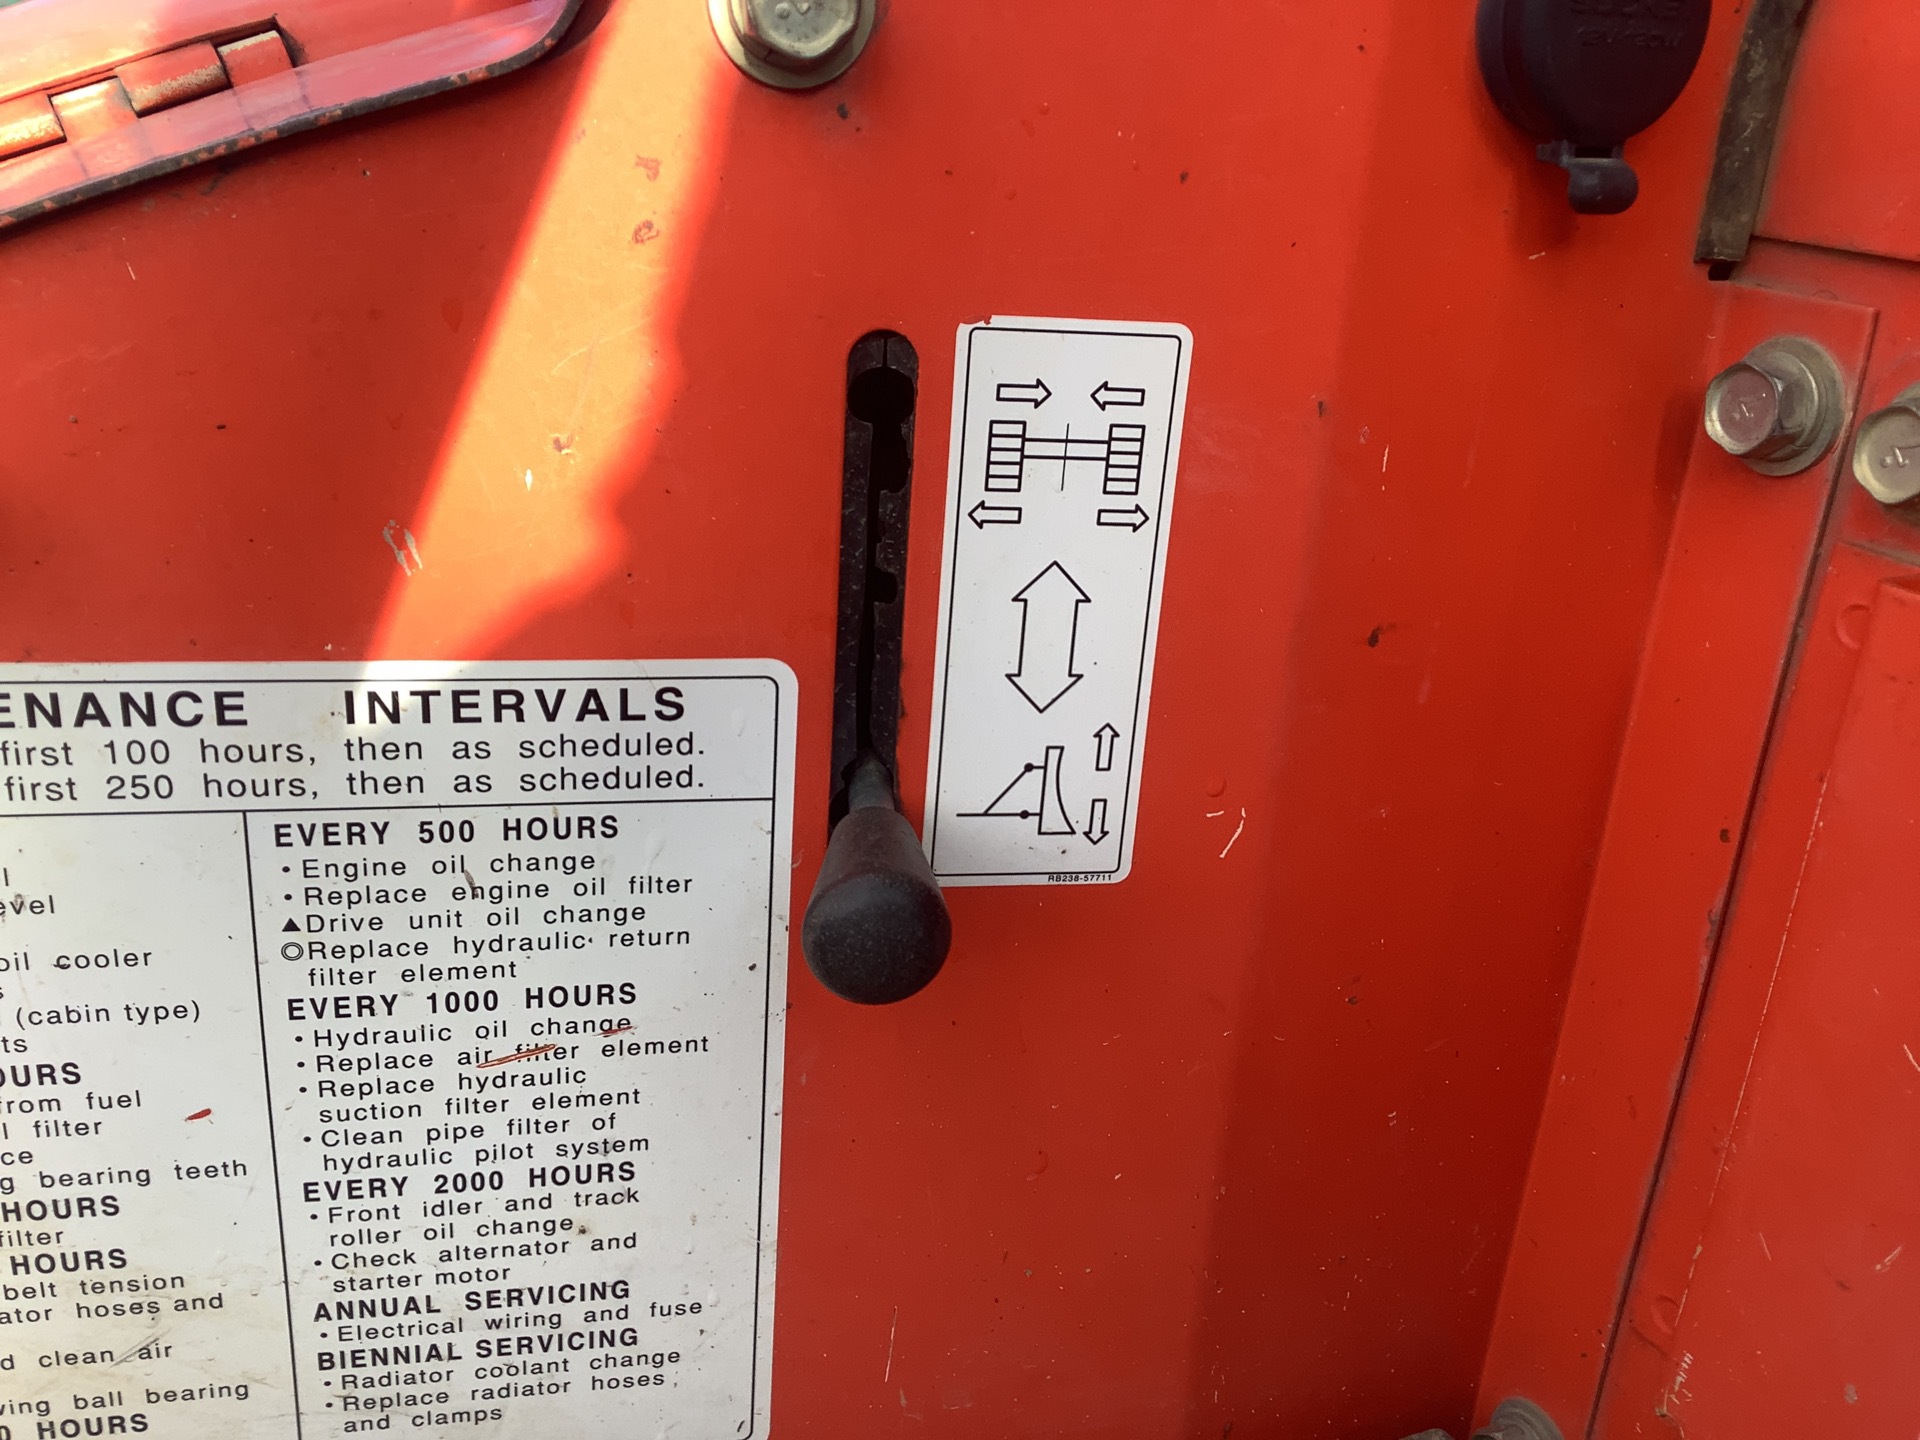 ENANCE INTERVALS
first 100 hours, then as scheduled.
first 250 hours, then as scheduled.
l
evel
oil cooler
s
(cabin type)
ts
OURS
from fuel
l filter
ce
g bearing teeth
HOURS
filter
HOURS
belt tension
ator hoses and
d clean air
ving ball bearing
0 HOURS
EVERY 500 HOURS
• Engine oil change
• Replace engine oil filter
▲Drive unit oil change
◎Replace hydraulic return
filter element
EVERY 1000 HOURS
• Hydraulic oil change
• Replace air filter element
• Replace hydraulic
suction filter element
• Clean pipe filter of
hydraulic pilot system
EVERY 2000 HOURS
• Front idler and track
roller oil change
• Check alternator and
starter motor
ANNUAL SERVICING
• Electrical wiring and fuse
BIENNIAL SERVICING
• Radiator coolant change
• Replace radiator hoses
and clamps
RB238-57711
12V-120W